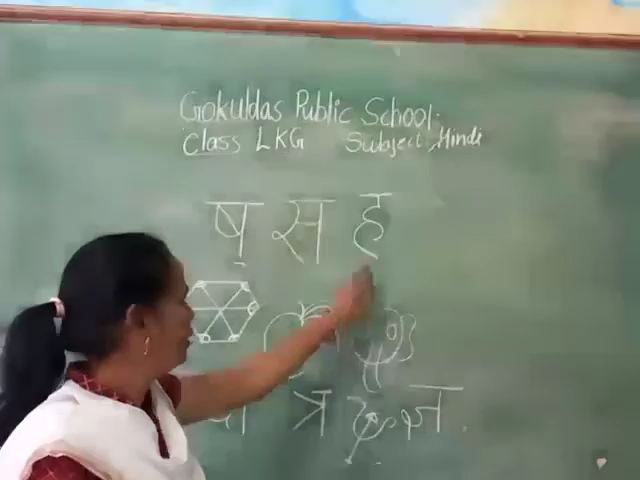 Gokuldas Public School.
Class LKG Subject Hindi
ष स ह
त्र